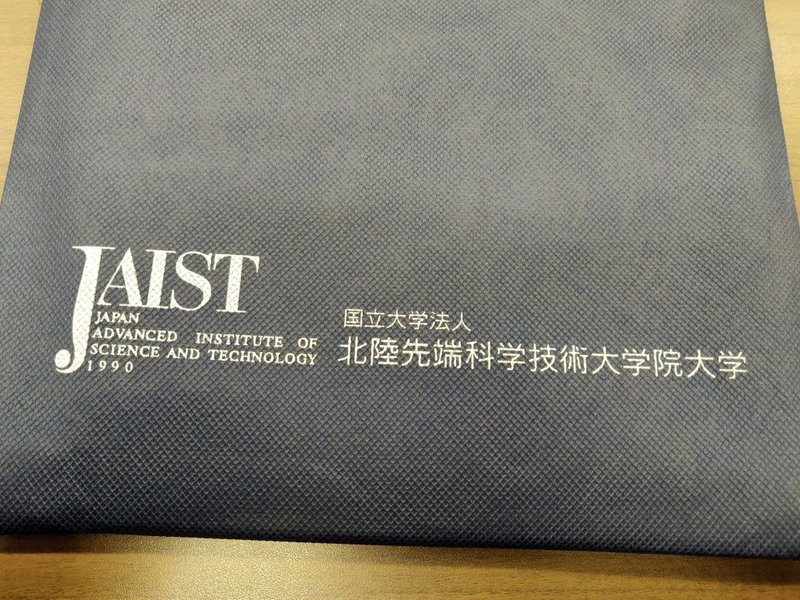 JAIST
JAPAN
ADVANCED INSTITUTE OF
SCIENCE AND TECHNOLOGY
1990
国立大学法人
北陸先端科学技術大学院大学